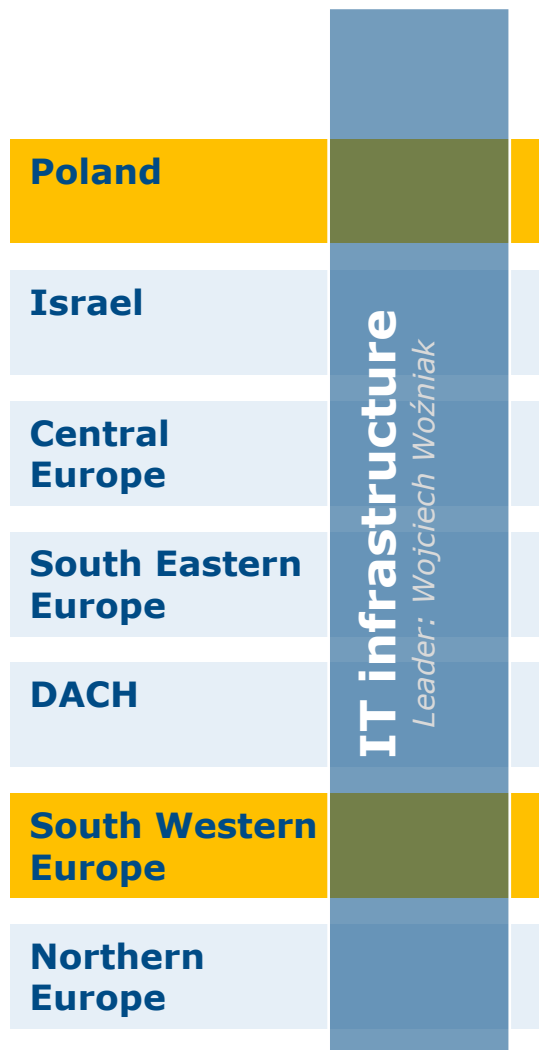 Poland
Israel
Central
Europe
South Eastern
Europe
DACH
South Western
Europe
Northern
Europe
IT infrastructure
Leader: Wojciech Woźniak